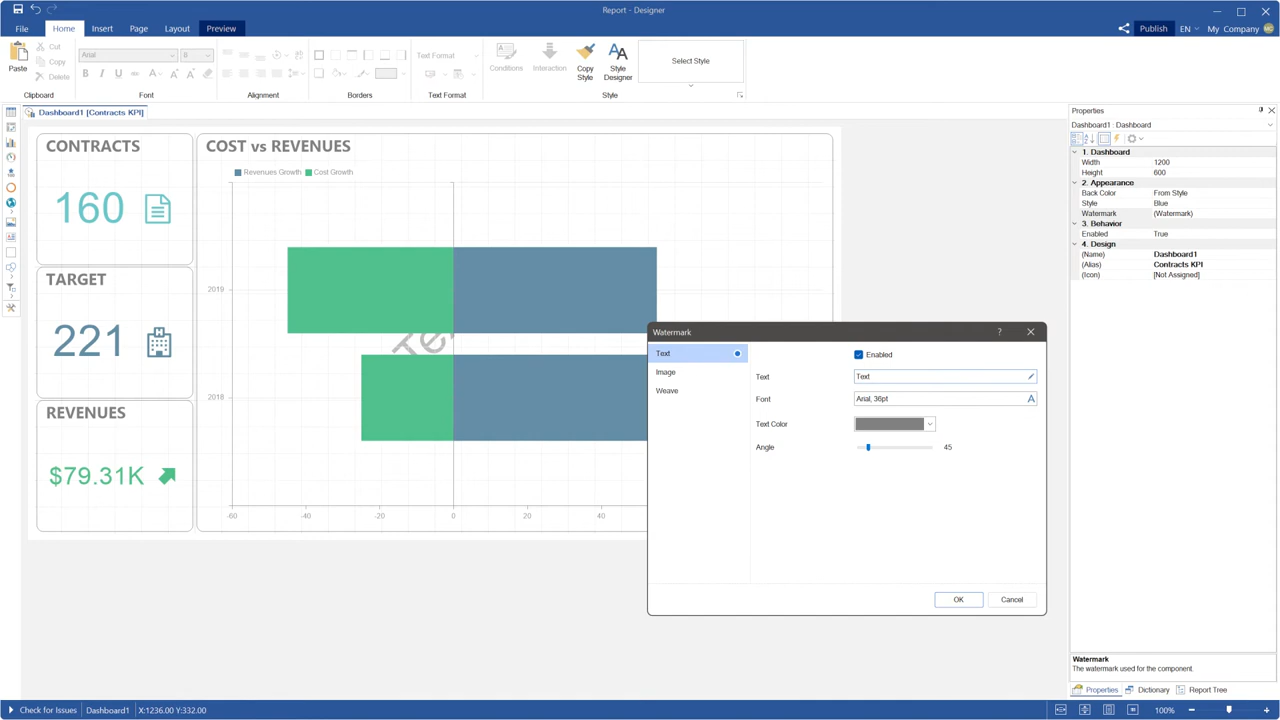 Report - Designer
File Home Insert Page Layout Preview
Publish EN My Company MC
Paste
Cut
Copy
Delete
Clipboard
Arial 8
B I U A A A
Font
Alignment
Borders
Text Format
Text Format
Conditions
Interaction
Copy Style
Style Designer
Select Style
Style
Dashboard1 [Contracts KPI]
CONTRACTS
160
TARGET
221
REVENUES
$79.31K
COST vs REVENUES
Revenues Growth Cost Growth
2019
2018
-60 -40 -20 0 20 40
Watermark ?
Text
Image
Weave
Enabled
Text Text
Font Arial, 36pt A
Text Color
Angle 45
OK Cancel
Properties
Dashboard1 Dashboard
1. Dashboard
Width 1200
Height 600
2. Appearance
Back Color From Style
Style Blue
Watermark (Watermark)
3. Behavior
Enabled True
4. Design
(Name) Dashboard1
(Alias) Contracts KPI
(Icon) [Not Assigned]
Watermark
The watermark used for the component.
Properties Dictionary Report Tree
Check for Issues Dashboard1 X:1236.00 Y:332.00 100%